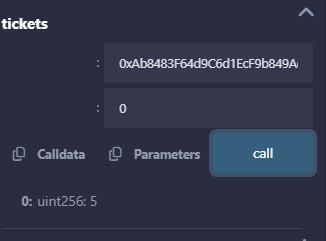 tickets
: 0xAb8483F64d9C6d1EcF9b849A
: 0
Calldata Parameters call
0: uint256: 5